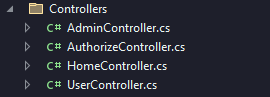 Controllers
C# AdminController.cs
C# AuthorizeController.cs
C# HomeController.cs
C# UserController.cs